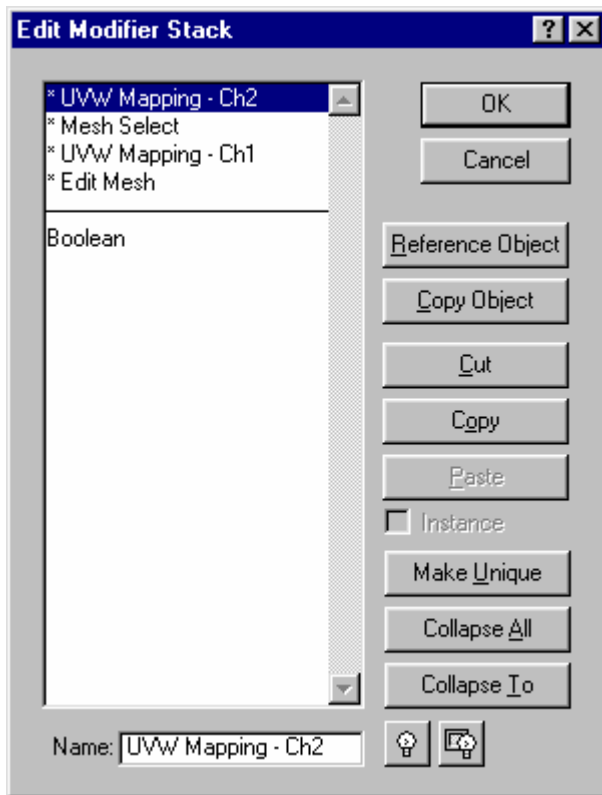 Edit Modifier Stack
* UVW Mapping - Ch2
* Mesh Select
* UVW Mapping - Ch1
* Edit Mesh
Boolean
OK
Cancel
Reference Object
Copy Object
Cut
Copy
Paste
Instance
Make Unique
Collapse All
Collapse To
Name: UVW Mapping - Ch2